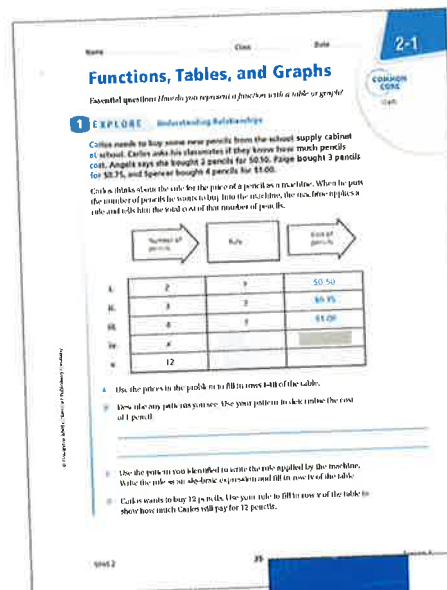 Name Class Date
2-1
Functions, Tables, and Graphs
COMMON
CORE
Essential question: How do you represent a function with a table or graph?
1 EXPLORE Understanding Relationships
Carlos needs to buy some new pencils from the school supply cabinet
at school. Carlos asks his classmates if they know how much pencils
cost. Angela says she bought 2 pencils for $0.50. Paige bought 3 pencils
for $0.75, and Spencer bought 4 pencils for $1.00.
Carlos thinks about the rule for the price of a pencil as a machine. When he puts
the number of pencils he wants to buy into the machine, the machine applies a
rule and tells him the total cost of that number of pencils.
Number of
pencils
Rule
Cost of
pencils
i. 2 ? $0.50
ii. 3 ? $0.75
iii. 4 ? $1.00
iv. x
v. 12
A Use the prices in the problem to fill in rows i–iii of the table.
B Describe any patterns you see. Use your pattern to determine the cost
of 1 pencil.
C Use the pattern you identified to write the rule applied by the machine.
Write the rule as an algebraic expression and fill in row iv of the table.
D Carlos wants to buy 12 pencils. Use your rule to fill in row v of the table to
show how much Carlos will pay for 12 pencils.
35